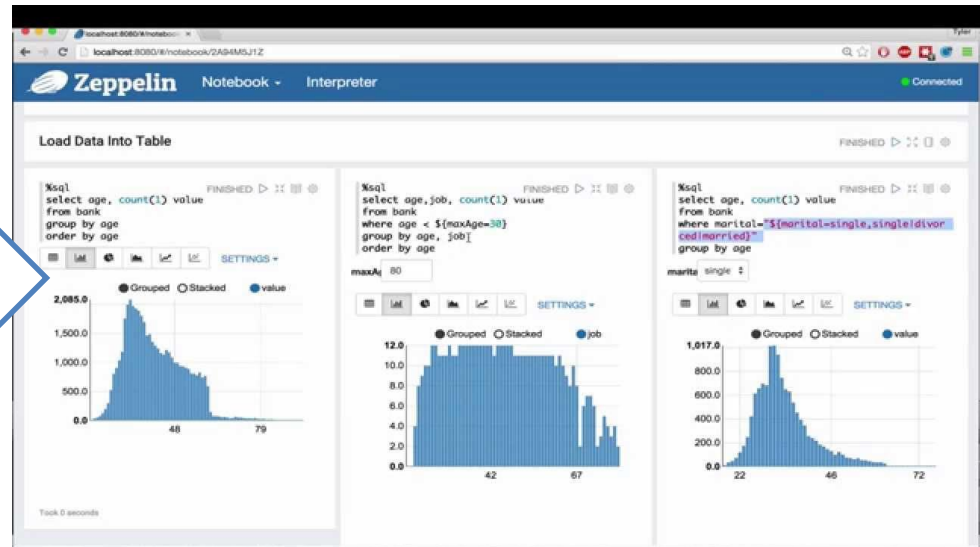 localhost:8080/#/notebook
Tyler
localhost:8080/#/notebook/2A94M5J1Z
Zeppelin Notebook Interpreter Connected
Load Data Into Table FINISHED
%sql FINISHED
select age, count(1) value
from bank
group by age
order by age
SETTINGS
Grouped Stacked value
2,085.0
1,500.0
1,000.0
500.0
0.0
48 79
Took 0 seconds
%sql FINISHED
select age,job, count(1) value
from bank
where age < ${maxAge=30}
group by age, job
order by age
maxAg 80
SETTINGS
Grouped Stacked job
12.0
10.0
8.0
6.0
4.0
2.0
0.0
42 67
%sql FINISHED
select age, count(1) value
from bank
where marital="${marital=single,single|divor
ced|married}"
group by age
marita single
SETTINGS
Grouped Stacked value
1,017.0
800.0
600.0
400.0
200.0
0.0
22 46 72